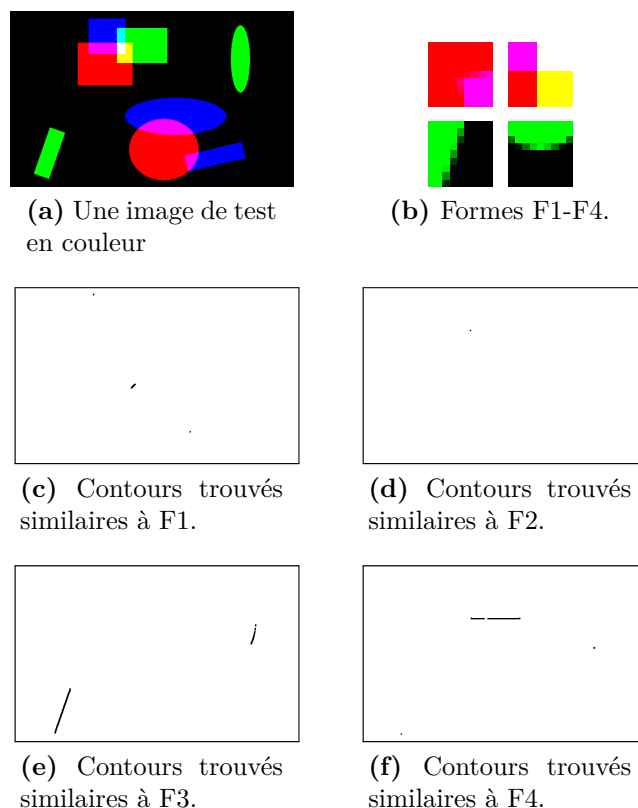 (a) Une image de test
en couleur
(b) Formes F1-F4.
(c) Contours trouvés
similaires à F1.
(d) Contours trouvés
similaires à F2.
(e) Contours trouvés
similaires à F3.
(f) Contours trouvés
similaires à F4.